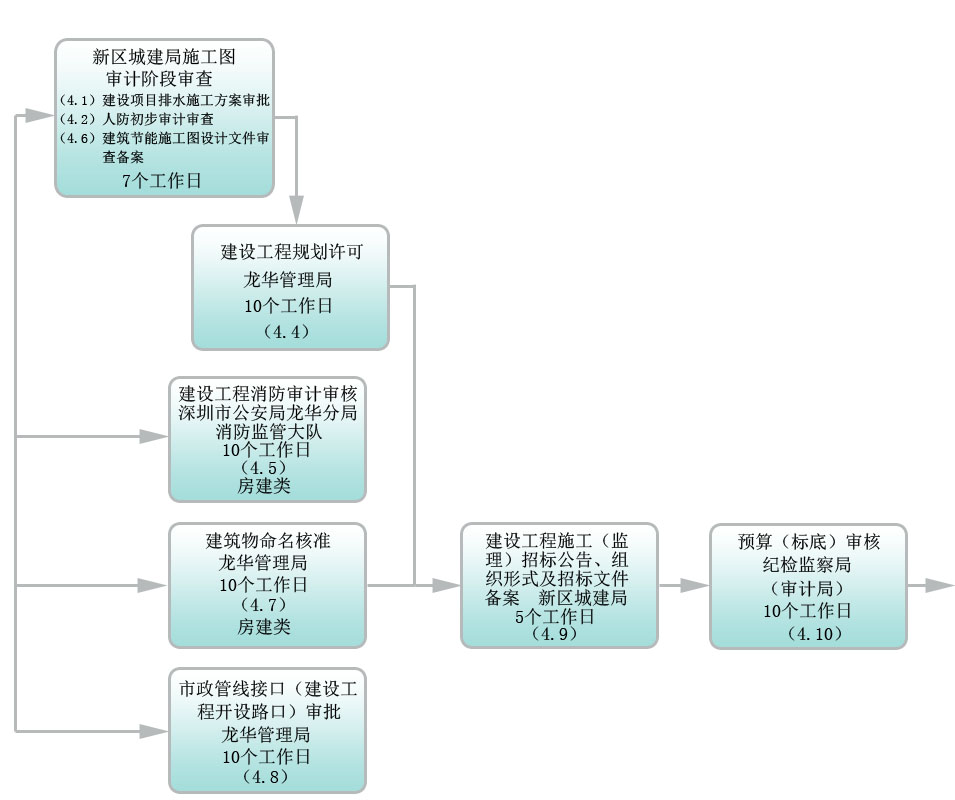 新区城建局施工图
审计阶段审查
（4.1）建设项目排水施工方案审批
（4.2）人防初步审计审查
（4.6）建筑节能施工图设计文件审
查备案
7个工作日
建设工程规划许可
龙华管理局
10个工作日
（4.4）
建设工程消防审计审核
深圳市公安局龙华分局
消防监管大队
10个工作日
（4.5）
房建类
建筑物命名核准
龙华管理局
10个工作日
（4.7）
房建类
市政管线接口（建设工
程开设路口）审批
龙华管理局
10个工作日
（4.8）
建设工程施工（监
理）招标公告、组
织形式及招标文件
备案　新区城建局
5个工作日
（4.9）
预算（标底）审核
纪检监察局
（审计局）
10个工作日
（4.10）